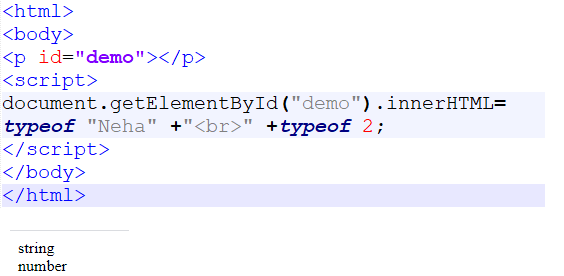 <html>
<body>
<p id="demo"></p>
<script>
document.getElementById("demo").innerHTML=
typeof "Neha" +"<br>" +typeof 2;
</script>
</body>
</html>
string
number